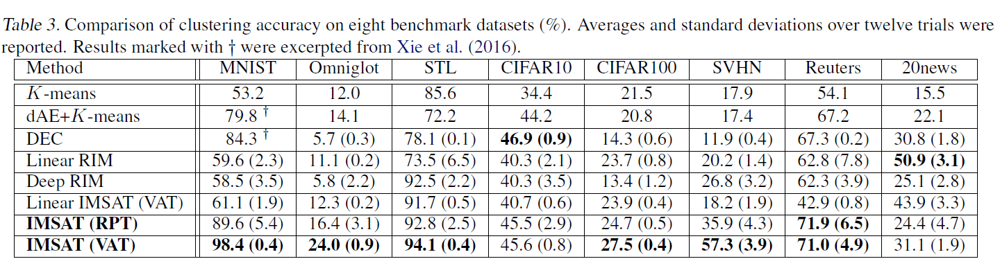 Table 3. Comparison of clustering accuracy on eight benchmark datasets (%). Averages and standard deviations over twelve trials were
reported. Results marked with † were excerpted from Xie et al. (2016).
Method MNIST Omniglot STL CIFAR10 CIFAR100 SVHN Reuters 20news
K-means 53.2 12.0 85.6 34.4 21.5 17.9 54.1 15.5
dAE+K-means 79.8 † 14.1 72.2 44.2 20.8 17.4 67.2 22.1
DEC 84.3 † 5.7 (0.3) 78.1 (0.1) 46.9 (0.9) 14.3 (0.6) 11.9 (0.4) 67.3 (0.2) 30.8 (1.8)
Linear RIM 59.6 (2.3) 11.1 (0.2) 73.5 (6.5) 40.3 (2.1) 23.7 (0.8) 20.2 (1.4) 62.8 (7.8) 50.9 (3.1)
Deep RIM 58.5 (3.5) 5.8 (2.2) 92.5 (2.2) 40.3 (3.5) 13.4 (1.2) 26.8 (3.2) 62.3 (3.9) 25.1 (2.8)
Linear IMSAT (VAT) 61.1 (1.9) 12.3 (0.2) 91.7 (0.5) 40.7 (0.6) 23.9 (0.4) 18.2 (1.9) 42.9 (0.8) 43.9 (3.3)
IMSAT (RPT) 89.6 (5.4) 16.4 (3.1) 92.8 (2.5) 45.5 (2.9) 24.7 (0.5) 35.9 (4.3) 71.9 (6.5) 24.4 (4.7)
IMSAT (VAT) 98.4 (0.4) 24.0 (0.9) 94.1 (0.4) 45.6 (0.8) 27.5 (0.4) 57.3 (3.9) 71.0 (4.9) 31.1 (1.9)